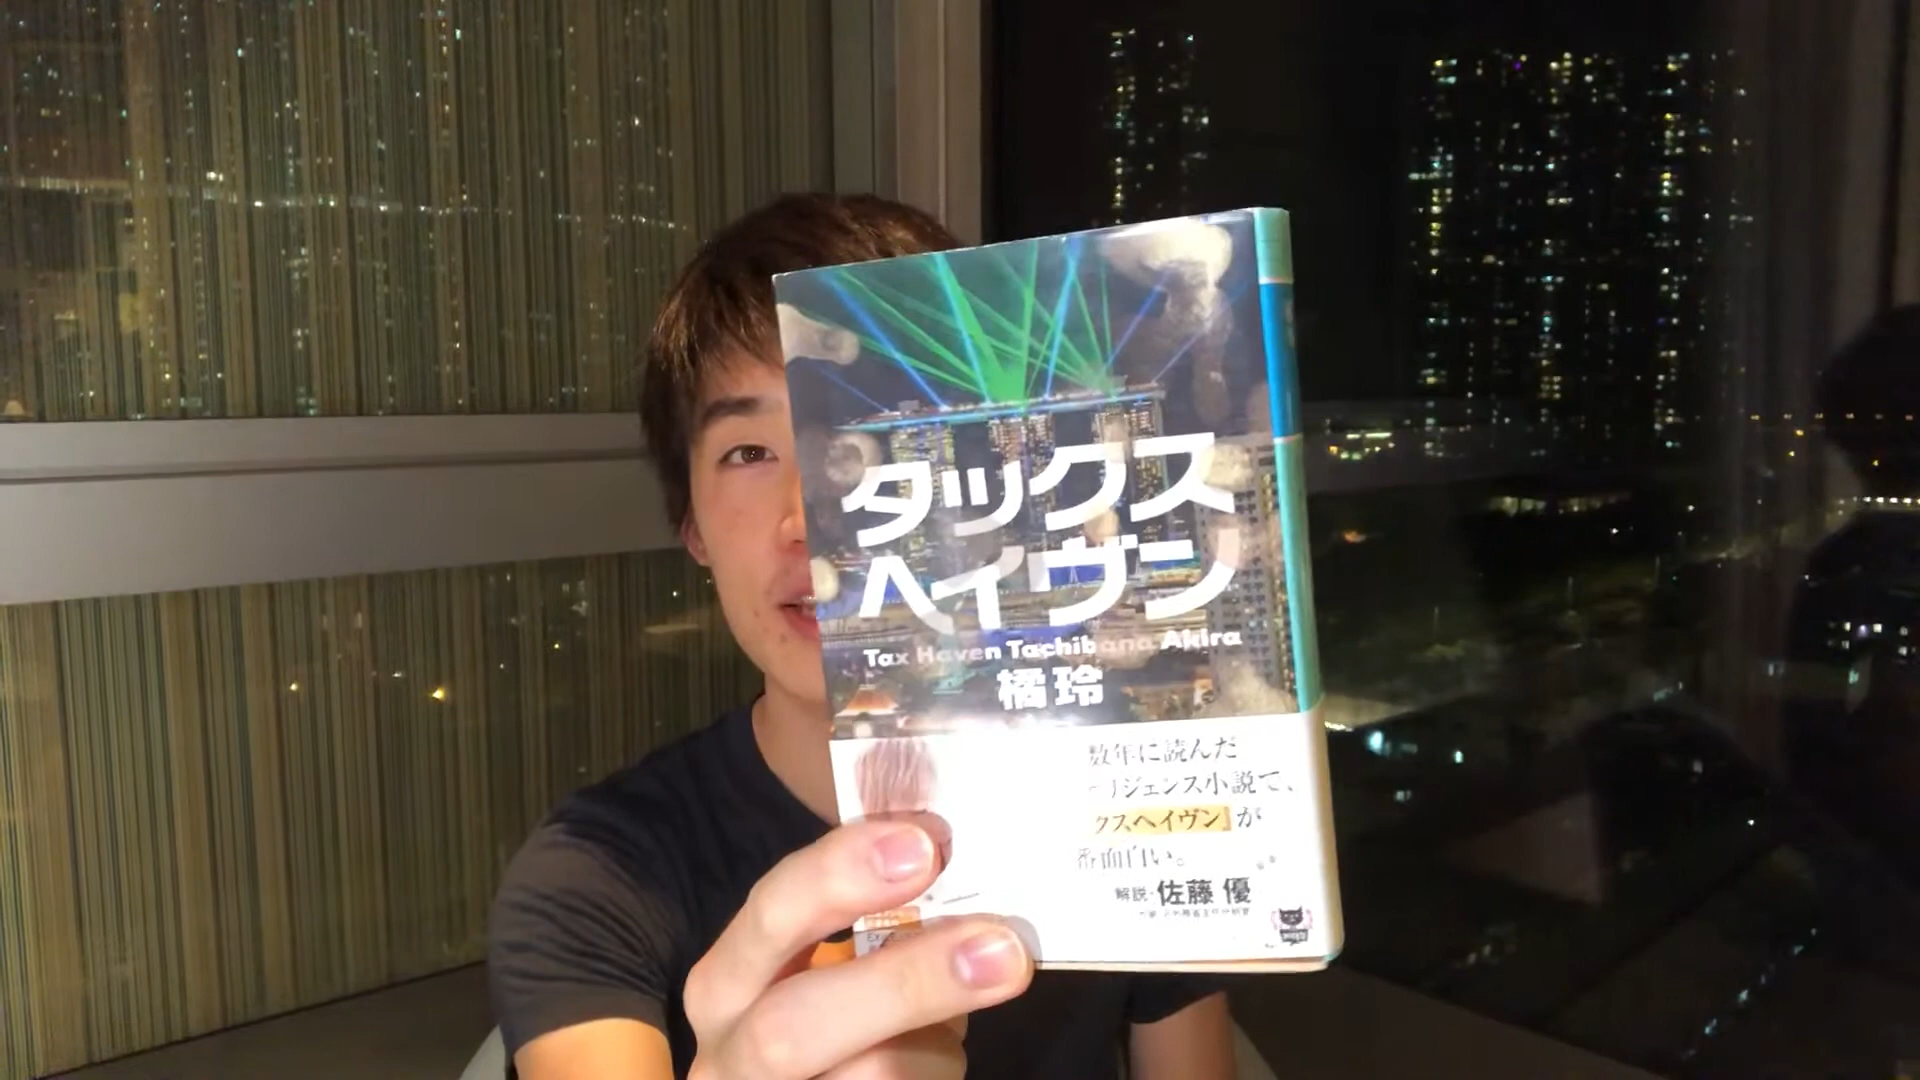 タックス
ヘイヴン
Tax Haven Tachibana Akira
橘 玲
数年に読んだ
リジェンス小説で、
クスヘイヴン』が
番面白い。
解説・佐藤 優